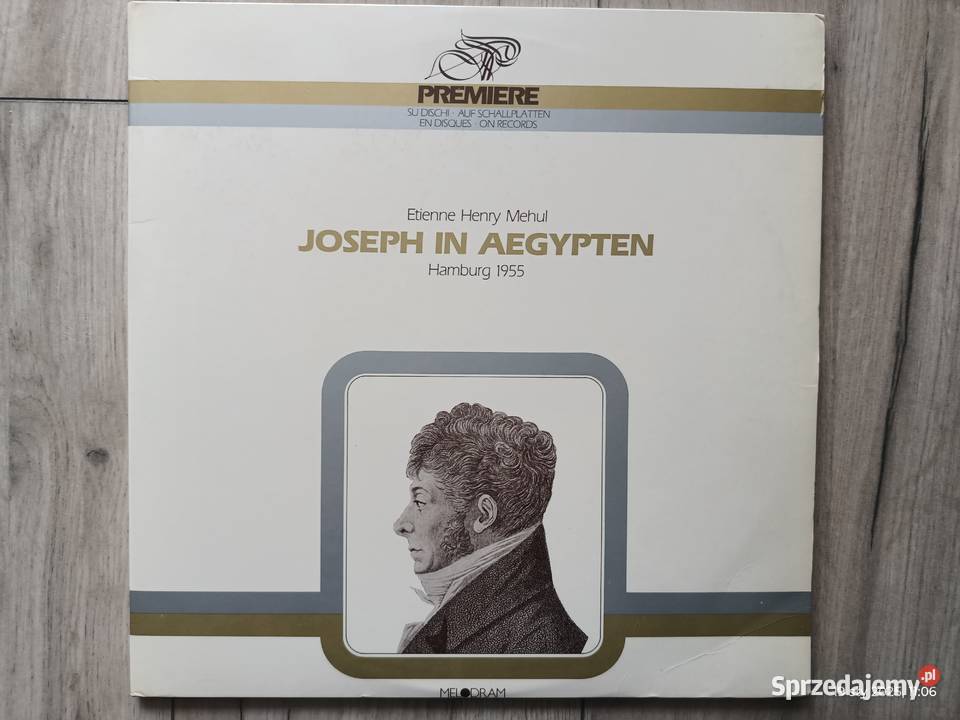 PREMIERE
SU DISCHI · AUF SCHALLPLATTEN
EN DISQUES · ON RECORDS
Etienne Henry Mehul
JOSEPH IN AEGYPTEN
Hamburg 1955
MELODRAM
Sprzedajemy.pl